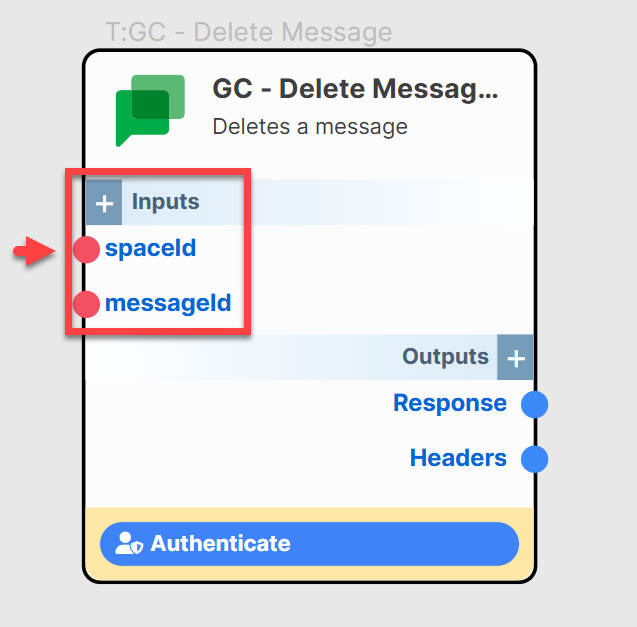 T:GC - Delete Message
GC - Delete Messag...
Deletes a message
+ Inputs
spaceId
messageId
Outputs +
Response
Headers
Authenticate